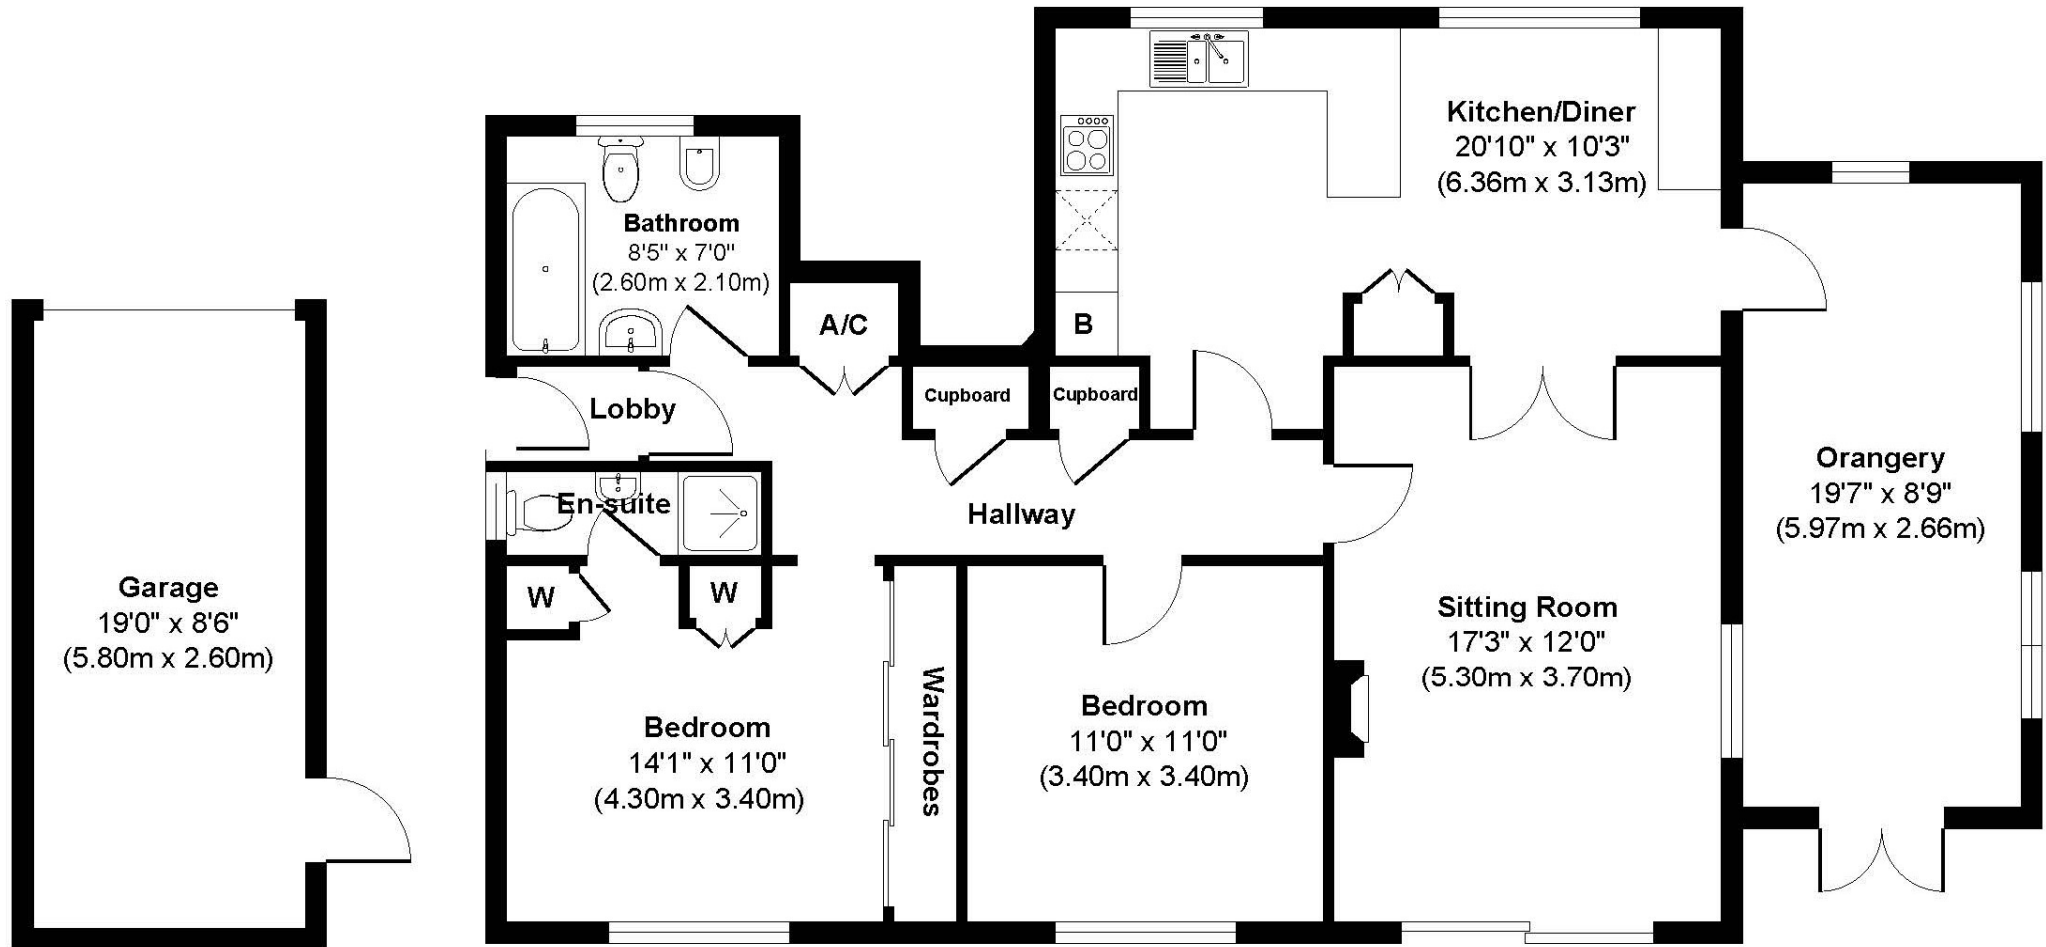 Kitchen/Diner
20'10" x 10'3"
(6.36m x 3.13m)
Bathroom
8'5" x 7'0"
(2.60m x 2.10m)
A/C
B
Cupboard
Cupboard
Lobby
En-suite
Hallway
Orangery
19'7" x 8'9"
(5.97m x 2.66m)
Garage
19'0" x 8'6"
(5.80m x 2.60m)
W
W
Sitting Room
17'3" x 12'0"
(5.30m x 3.70m)
Bedroom
14'1" x 11'0"
(4.30m x 3.40m)
Wardrobes
Bedroom
11'0" x 11'0"
(3.40m x 3.40m)